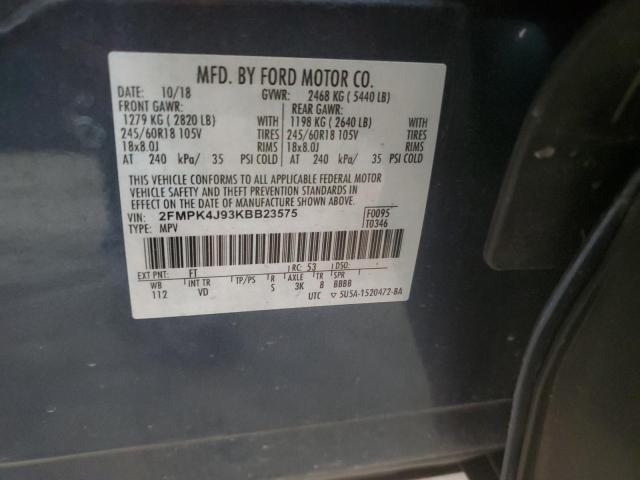 MFD. BY FORD MOTOR CO.
DATE: 10/18 GVWR: 2468 KG ( 5440 LB)
FRONT GAWR: REAR GAWR:
1279 KG ( 2820 LB) 1198 KG ( 2640 LB)
245/60R18 105V TIRES 245/60R18 105V TIRES
18x8.0J RIMS 18x8.0J RIMS
AT 240 kPa/ 35 PSI COLD AT 240 kPa/ 35 PSI COLD
THIS VEHICLE CONFORMS TO ALL APPLICABLE FEDERAL MOTOR
VEHICLE SAFETY AND THEFT PREVENTION STANDARDS IN
EFFECT ON THE DATE OF MANUFACTURE SHOWN ABOVE.
VIN: 2FMPK4J93KBB23575 F0095
TYPE: MPV T0346
EXT PNT: FT RC: 53 DSO:
WB INT TR TP/PS R AXLE TR SPR
112 VD S 3K 8 BBBB
UTC ▽ 5U5A-1520472-BA